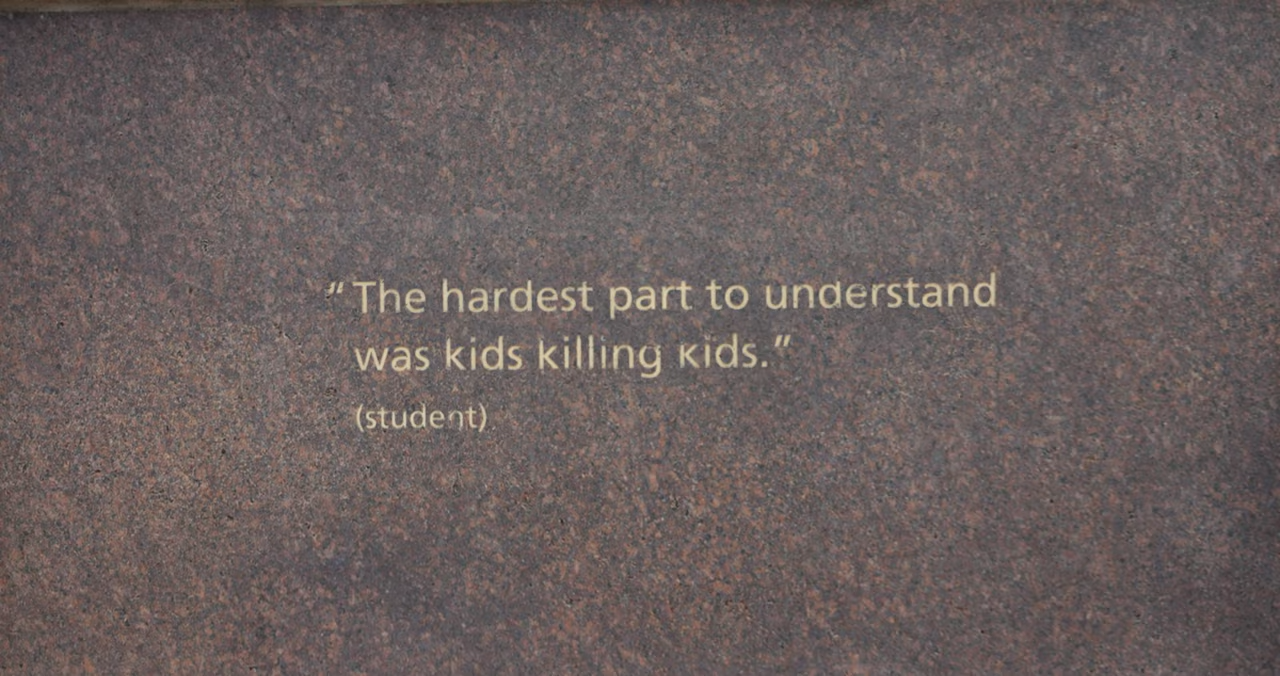 "The hardest part to understand
was kids killing kids."
(student)